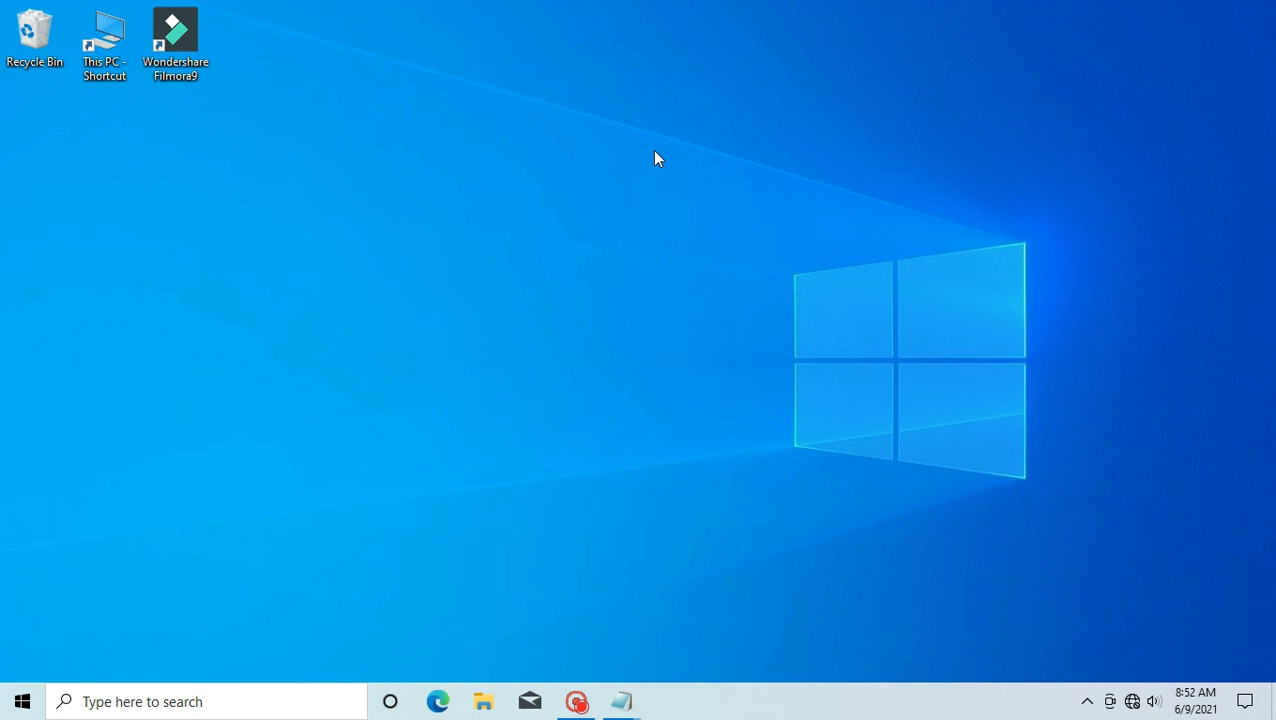 Recycle Bin
This PC -
Shortcut
Wondershare
Filmora9
Type here to search
8:52 AM
6/9/2021